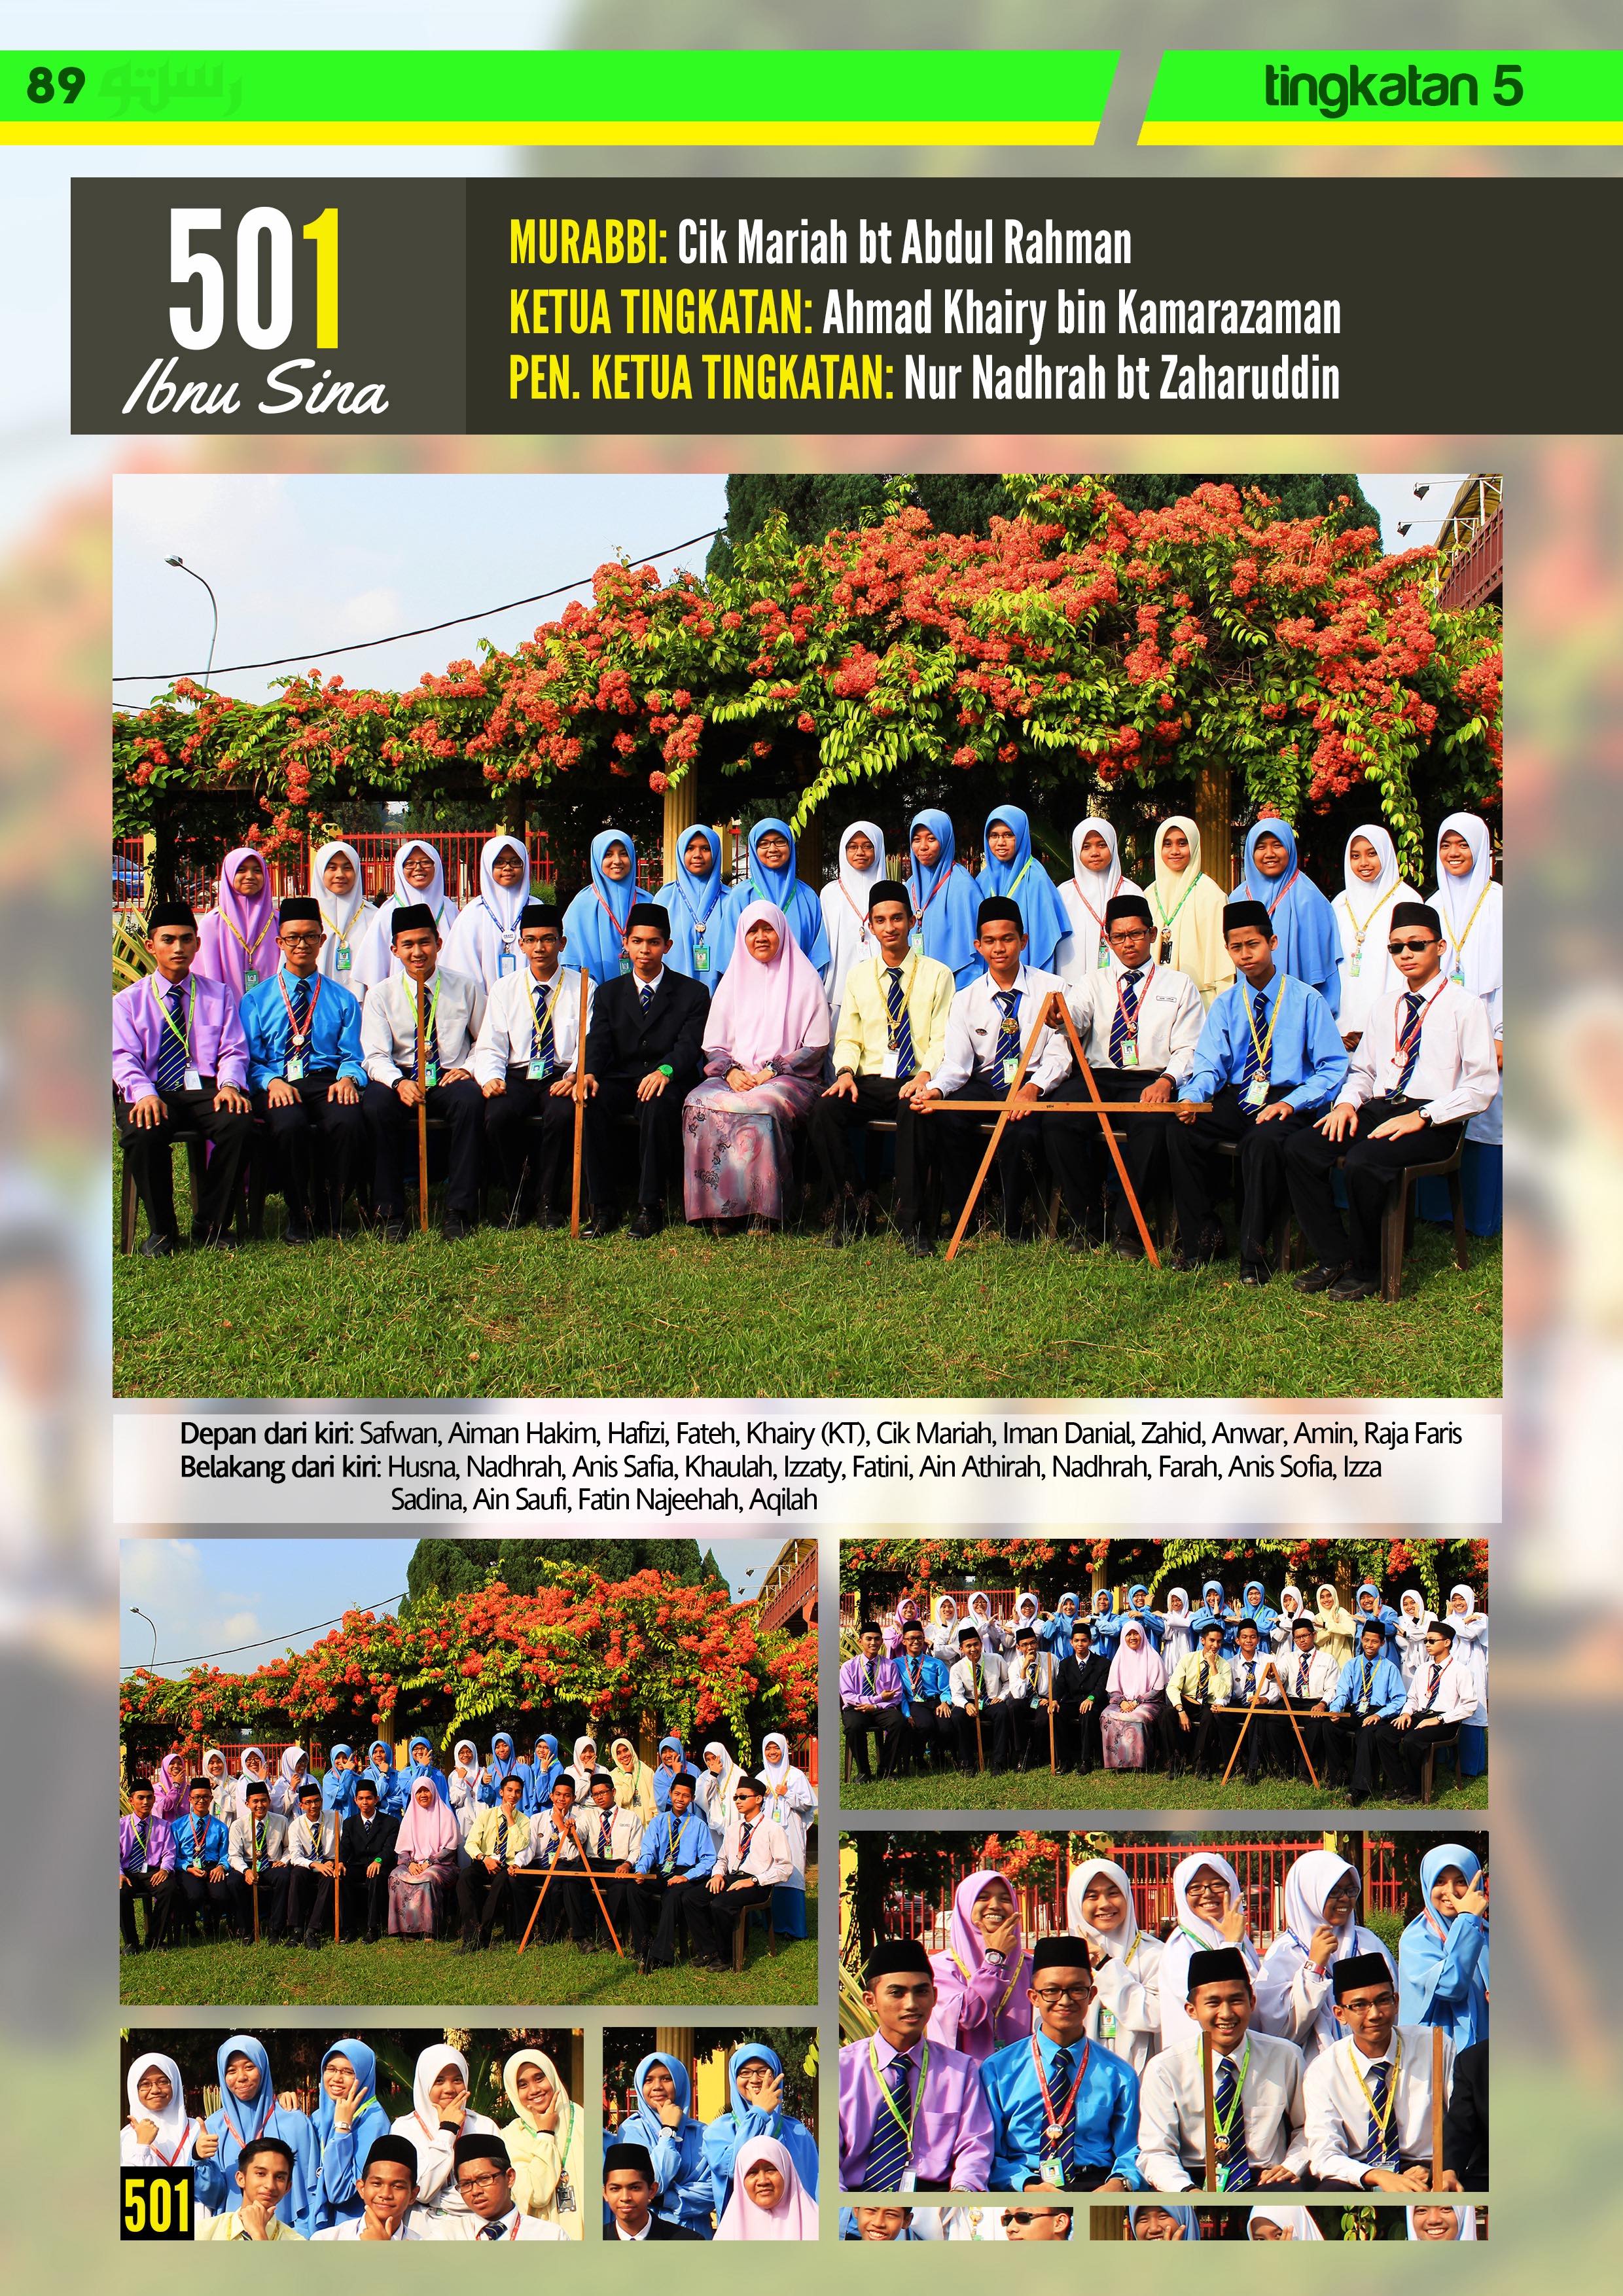 89 رستو
tingkatan 5
501
Ibnu Sina
MURABBI: Cik Mariah bt Abdul Rahman
KETUA TINGKATAN: Ahmad Khairy bin Kamarazaman
PEN. KETUA TINGKATAN: Nur Nadhrah bt Zaharuddin
Depan dari kiri: Safwan, Aiman Hakim, Hafizi, Fateh, Khairy (KT), Cik Mariah, Iman Danial, Zahid, Anwar, Amin, Raja Faris
Belakang dari kiri: Husna, Nadhrah, Anis Safia, Khaulah, Izzaty, Fatini, Ain Athirah, Nadhrah, Farah, Anis Sofia, Izza
Sadina, Ain Saufi, Fatin Najeehah, Aqilah
501